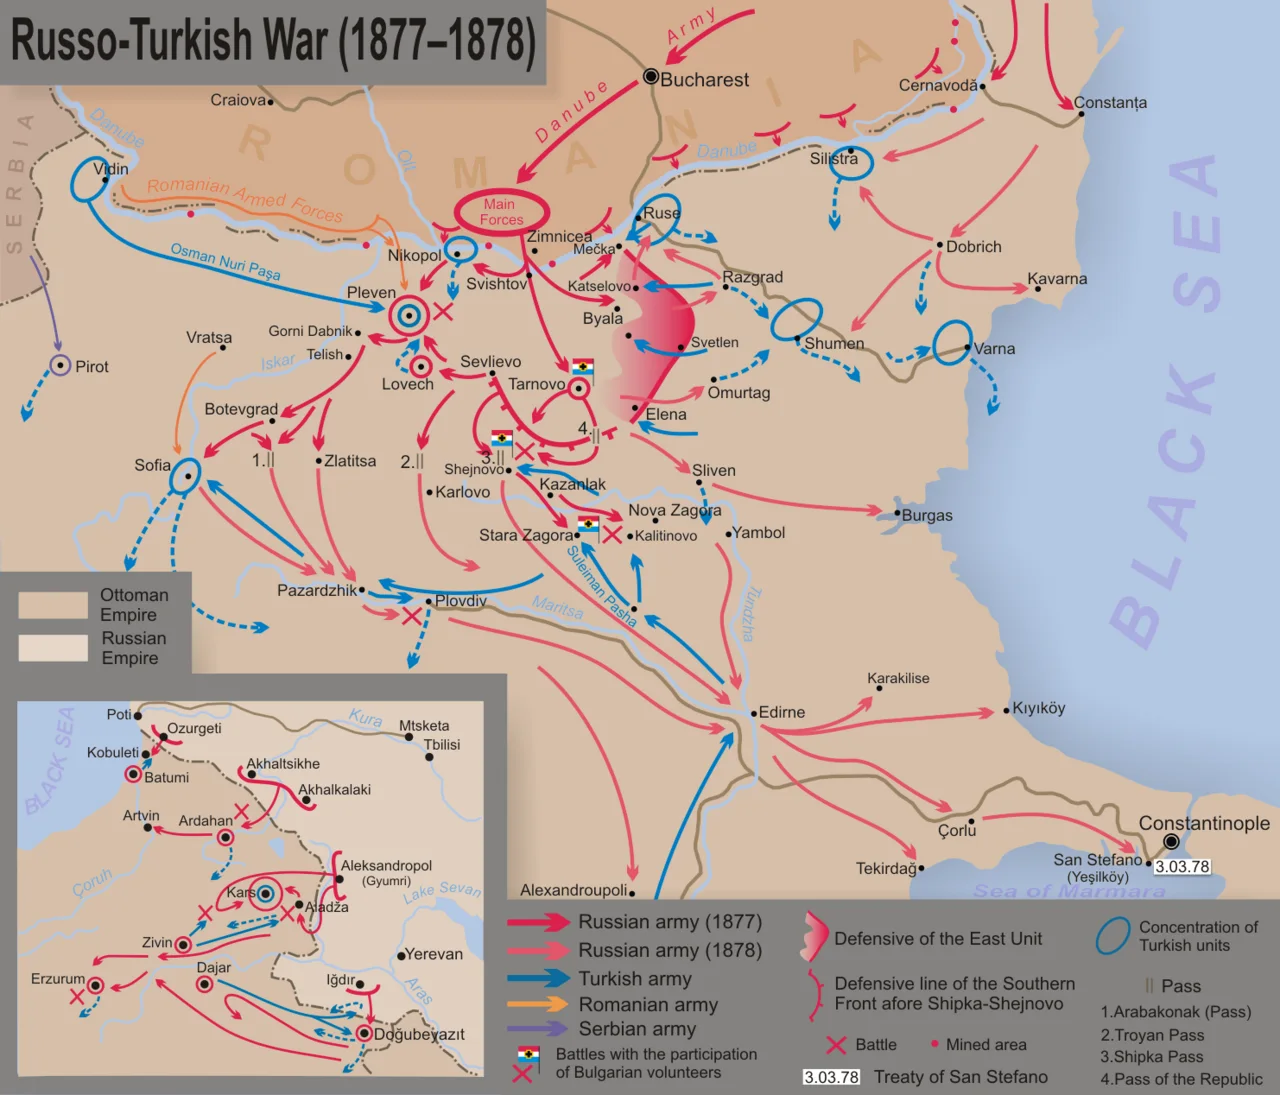 Russo-Turkish War (1877–1878)
Army
Bucharest
Danube
Craiova
Cernavodă
Constanța
ROMANIA
SERBIA
Danube
Olt
Danube
Silistra
Vidin
Romanian Armed Forces
Main
Forces
Ruse
Osman Nuri Paşa
Nikopol
Zimnicea
Mečka
Dobrich
Svishtov
Katselovo
Razgrad
Kavarna
Pleven
Byala
Vratsa
Gorni Dabnik
Telish
Iskar
Svetlen
Shumen
Varna
Pirot
Lovech
Sevlievo
Tarnovo
Omurtag
Botevgrad
Elena
4.
Sofia
1.
Zlatitsa
2.
3.
Shejnovo
Sliven
Karlovo
Kazanlak
Nova Zagora
Burgas
Stara Zagora
Kalitinovo
Yambol
Suleiman Pasha
Pazardzhik
Plovdiv
Maritsa
Tundzha
BLACK SEA
Ottoman
Empire
Russian
Empire
Karakilise
Edirne
Kıyıköy
Çorlu
Constantinople
Tekirdağ
San Stefano
(Yeşilköy)
3.03.78
Alexandroupoli
Sea of Marmara
BLACK SEA
Poti
Ozurgeti
Kura
Mtsketa
Tbilisi
Kobuleti
Batumi
Akhaltsikhe
Akhalkalaki
Artvin
Ardahan
Çoruh
Aleksandropol
(Gyumri)
Kars
Aladža
Lake Sevan
Zivin
Yerevan
Erzurum
Dajar
Iğdır
Aras
Doğubeyazıt
Russian army (1877)
Russian army (1878)
Turkish army
Romanian army
Serbian army
Battles with the participation
of Bulgarian volunteers
Defensive of the East Unit
Defensive line of the Southern
Front afore Shipka-Shejnovo
Battle
Mined area
3.03.78 Treaty of San Stefano
Concentration of
Turkish units
Pass
1.Arabakonak (Pass)
2.Troyan Pass
3.Shipka Pass
4.Pass of the Republic